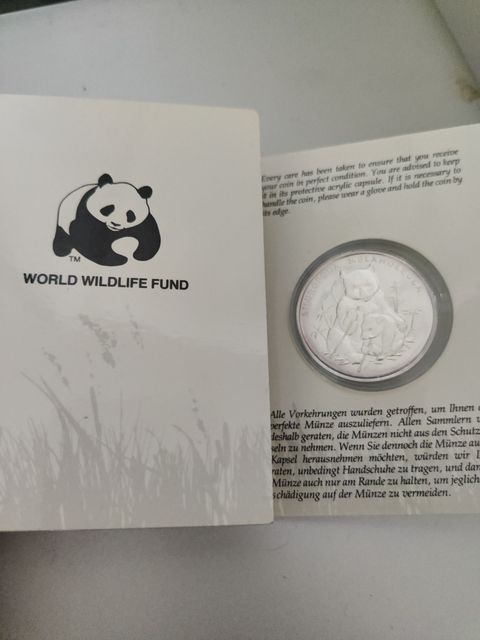 TM
WORLD WILDLIFE FUND
Every care has been taken to ensure that you receive
your coin in perfect condition. You are advised to keep
it in its protective acrylic capsule. If it is necessary to
handle the coin, please wear a glove and hold the coin by
its edge.
AILUROPODA MELANOLEUCA
Alle Vorkehrungen wurden getroffen, um Ihnen
perfekte Münze auszuliefern. Allen Sammlern
deshalb geraten, die Münzen nicht aus den Schutz
seln zu nehmen. Wenn Sie dennoch die Münze au
Kapsel herausnehmen möchten, würden wir
raten, unbedingt Handschuhe zu tragen, und
Münze auch nur am Rande zu halten, um jeglich
schädigung auf der Münze zu vermeiden.